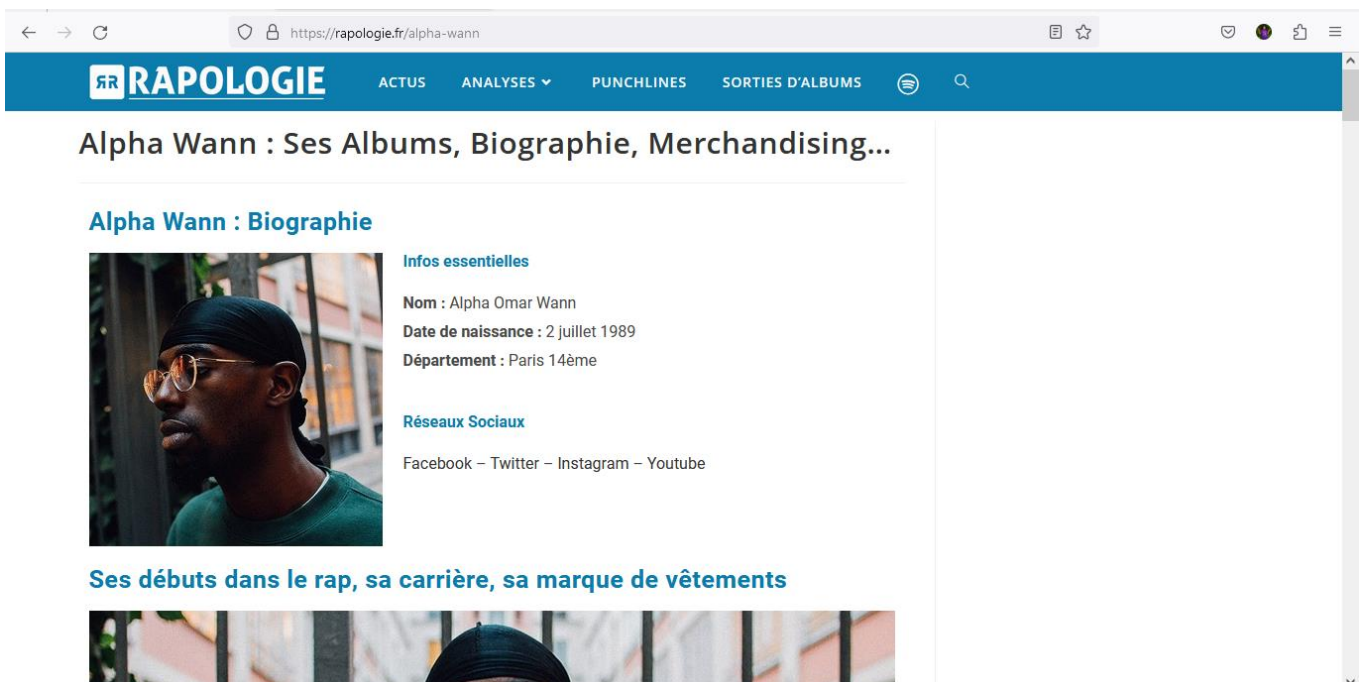 https://rapologie.fr/alpha-wann
RR RAPOLOGIE ACTUS ANALYSES PUNCHLINES SORTIES D'ALBUMS
Alpha Wann : Ses Albums, Biographie, Merchandising...
Alpha Wann : Biographie
Infos essentielles
Nom : Alpha Omar Wann
Date de naissance : 2 juillet 1989
Département : Paris 14ème
Réseaux Sociaux
Facebook – Twitter – Instagram – Youtube
Ses débuts dans le rap, sa carrière, sa marque de vêtements